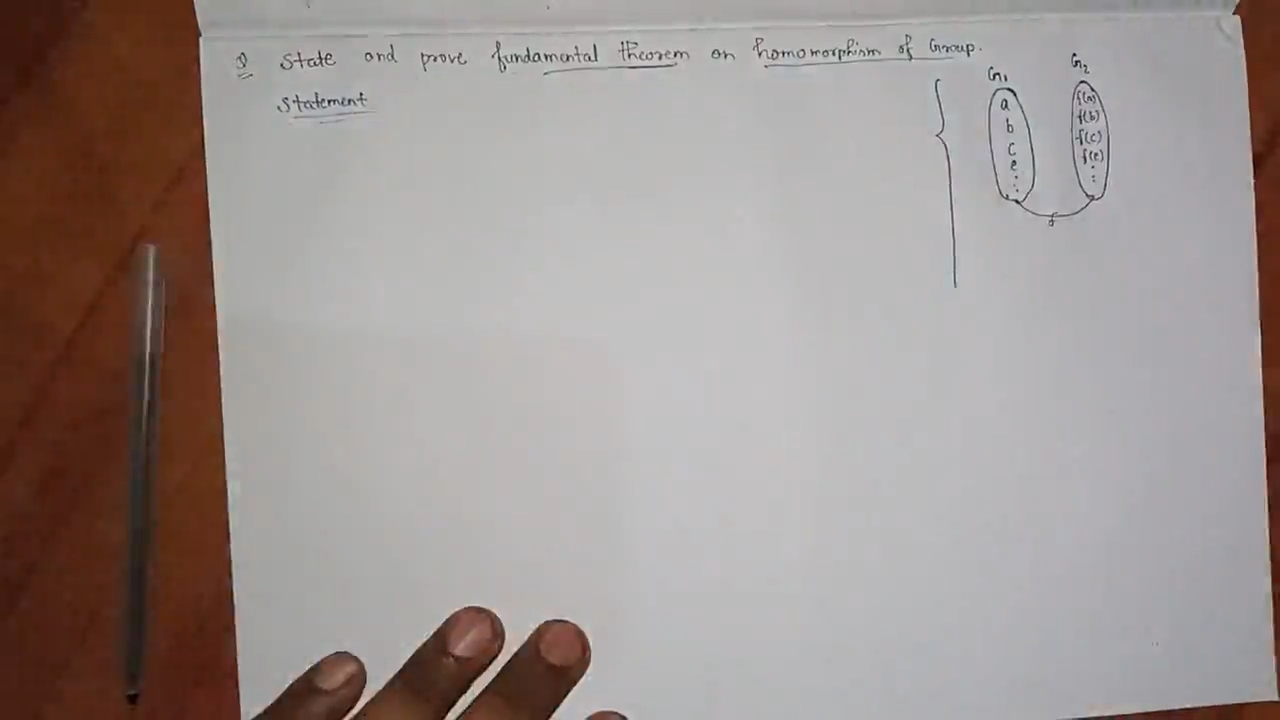 Q State and prove fundamental theorem on homomorphism of Group.
Statement
G₁ G₂
a f(a)
b f(b)
c f(c)
e f(e)
⋮ ⋮
f